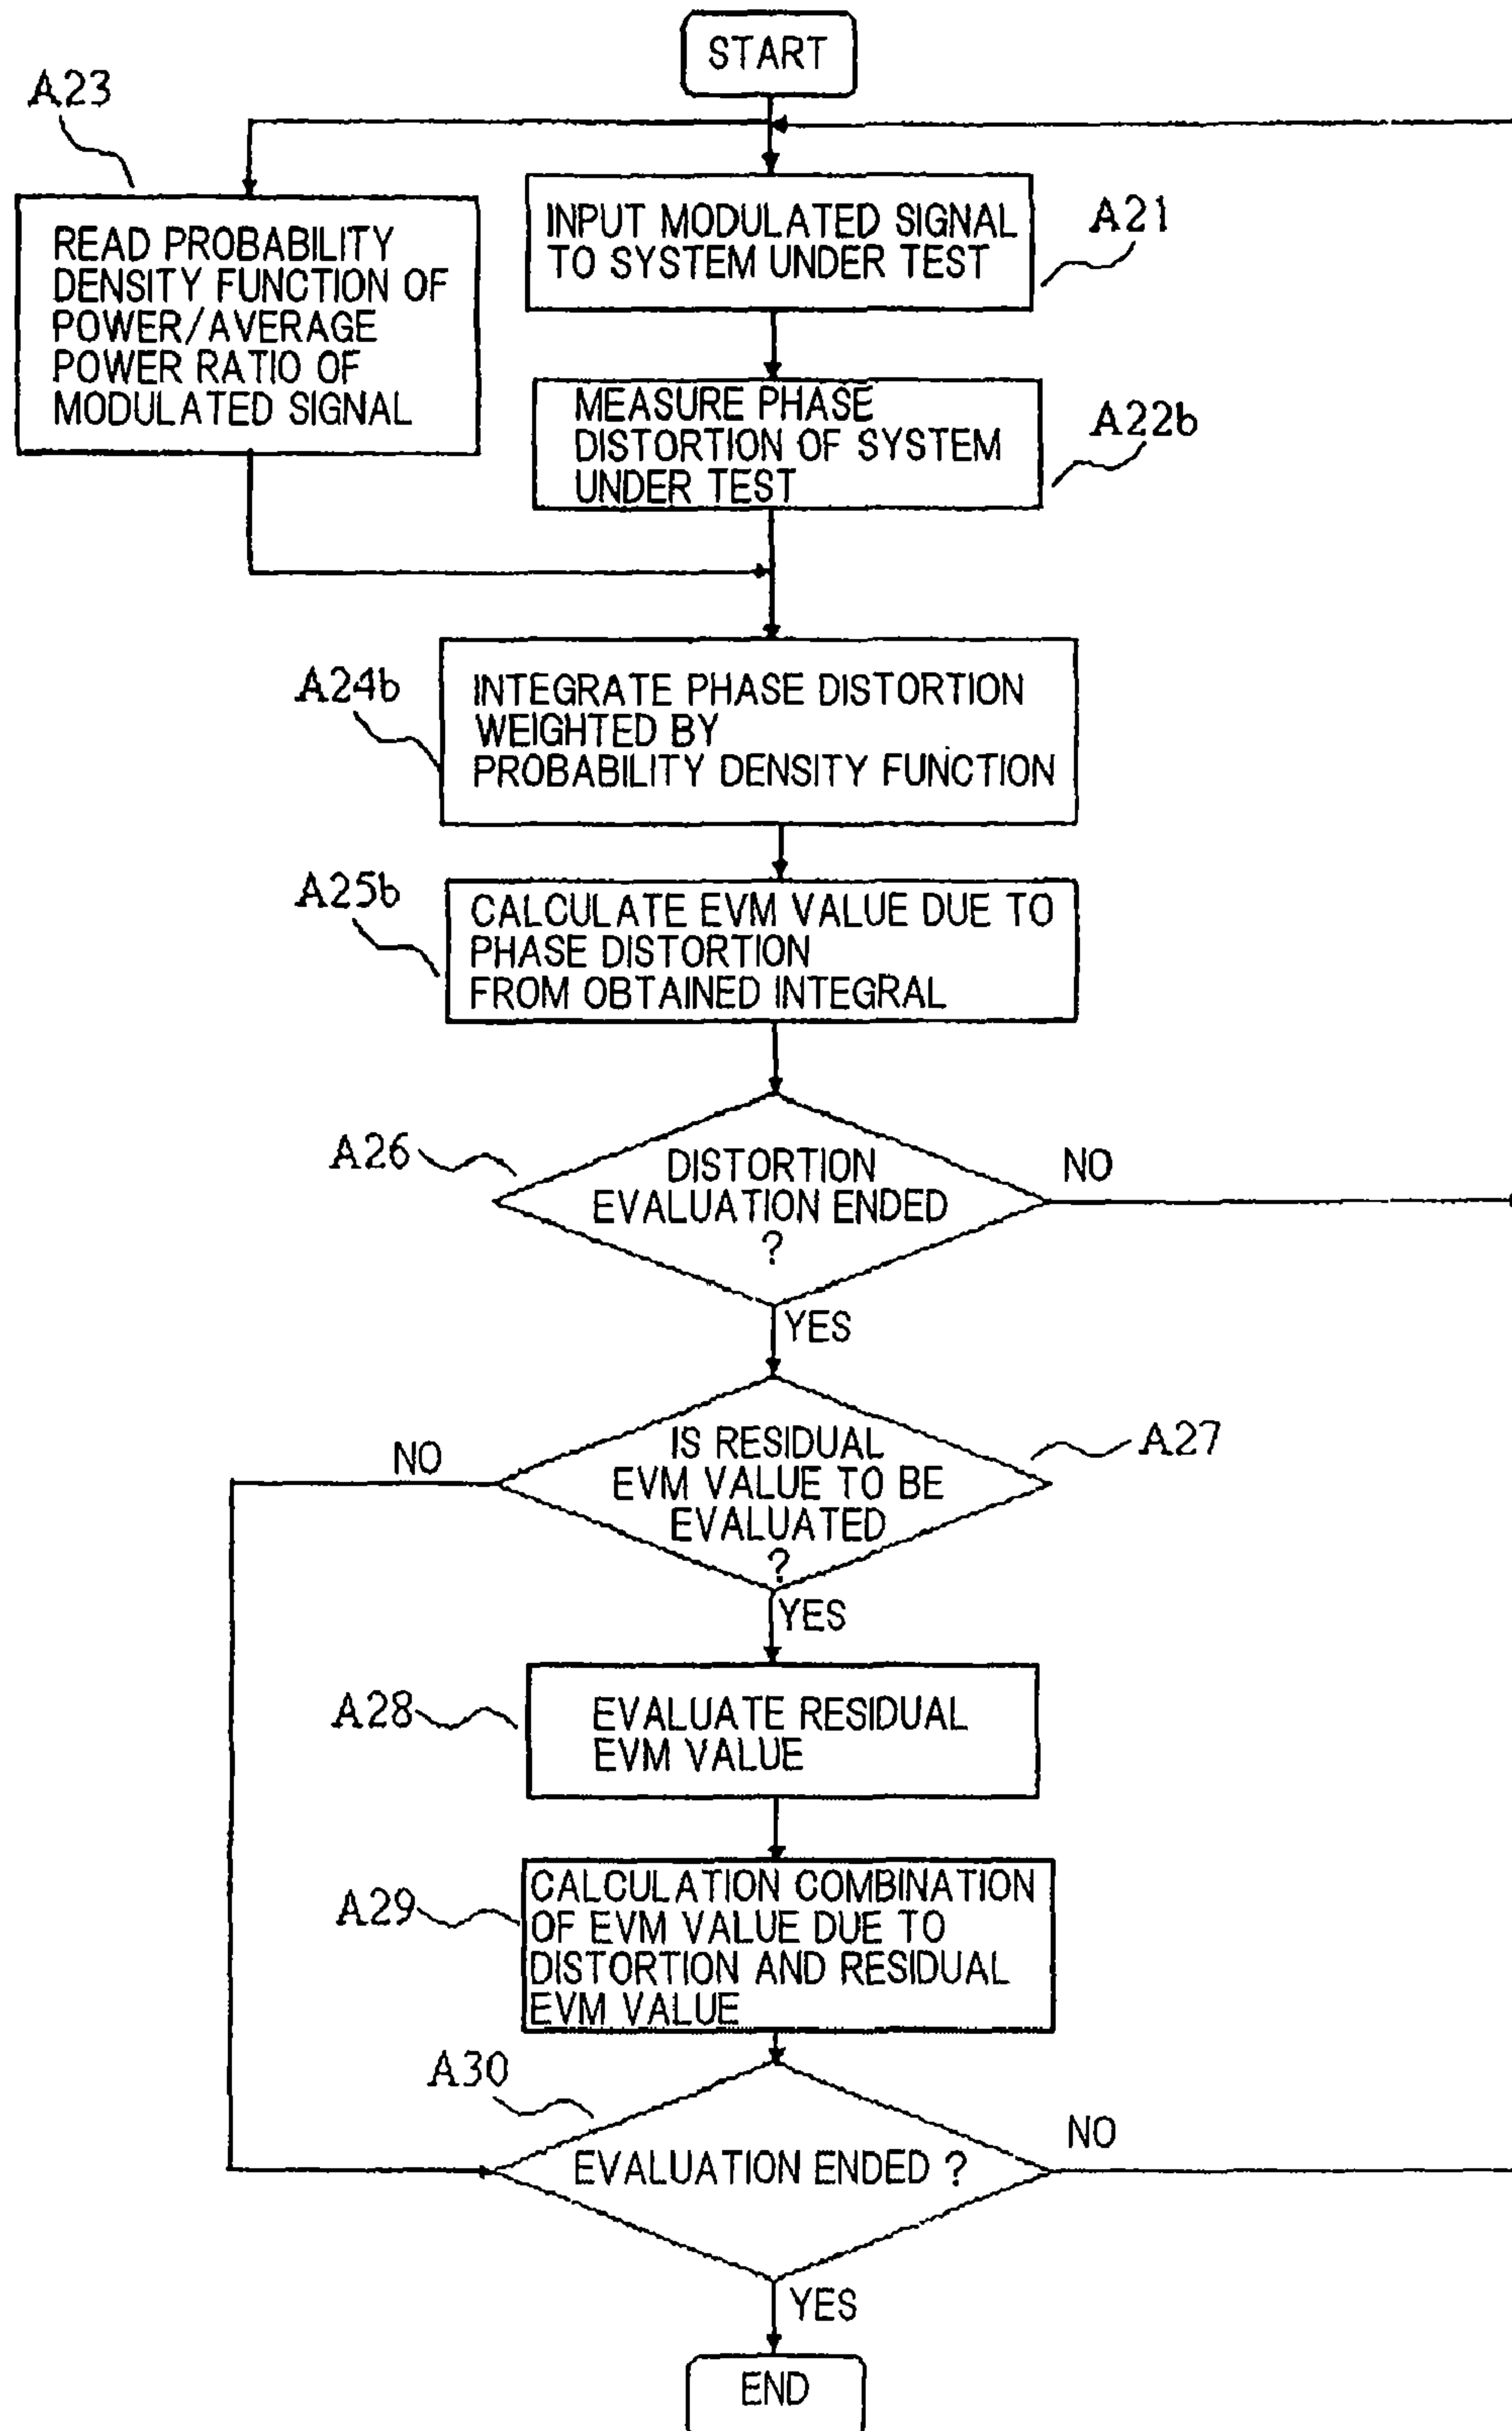 START
A23
READ PROBABILITY
DENSITY FUNCTION OF
POWER/AVERAGE
POWER RATIO OF
MODULATED SIGNAL
INPUT MODULATED SIGNAL
TO SYSTEM UNDER TEST
A21
MEASURE PHASE
DISTORTION OF SYSTEM
UNDER TEST
A22b
A24b
INTEGRATE PHASE DISTORTION
WEIGHTED BY
PROBABILITY DENSITY FUNCTION
A25b
CALCULATE EVM VALUE DUE TO
PHASE DISTORTION
FROM OBTAINED INTEGRAL
A26
DISTORTION
EVALUATION ENDED
?
NO
YES
IS RESIDUAL
EVM VALUE TO BE
EVALUATED
?
A27
NO
YES
A28
EVALUATE RESIDUAL
EVM VALUE
A29
CALCULATION COMBINATION
OF EVM VALUE DUE TO
DISTORTION AND RESIDUAL
EVM VALUE
A30
EVALUATION ENDED ?
NO
YES
END